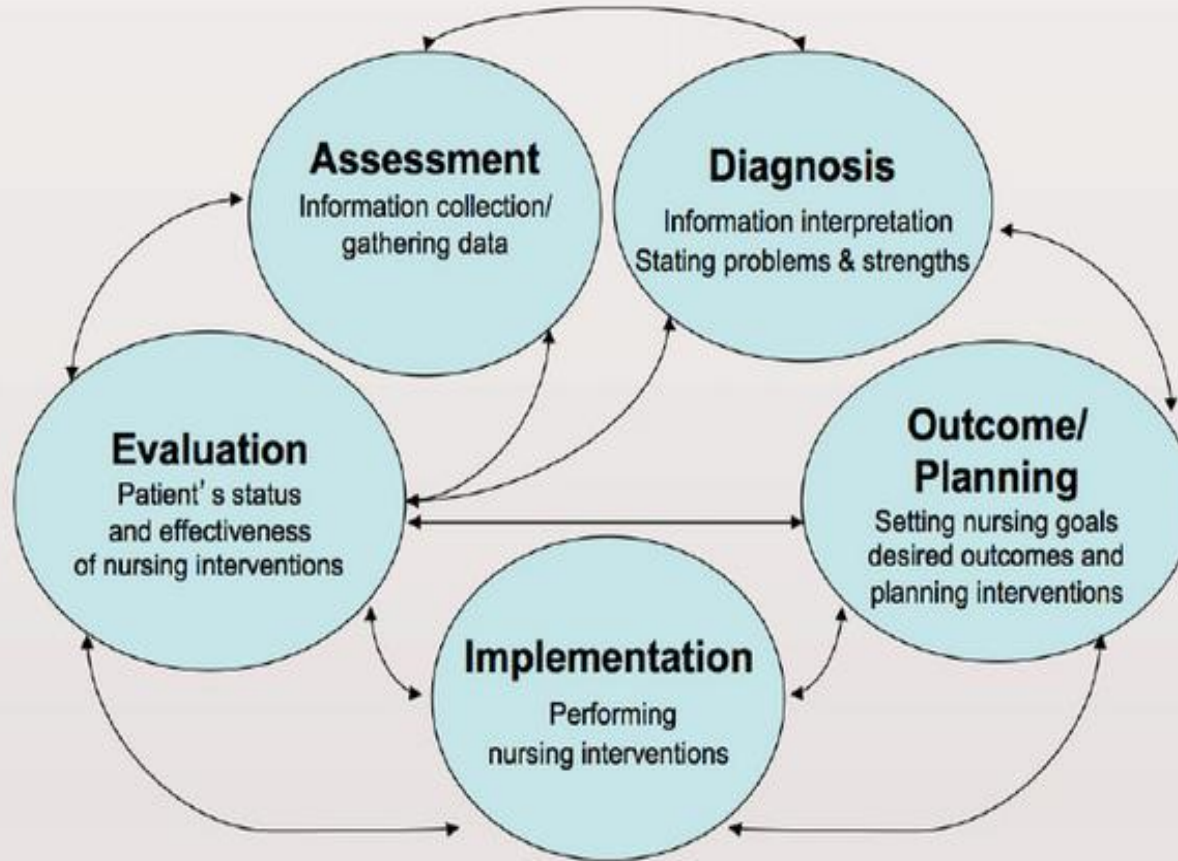 Assessment
Information collection/
gathering data
Diagnosis
Information interpretation
Stating problems & strengths
Evaluation
Patient's status
and effectiveness
of nursing interventions
Outcome/
Planning
Setting nursing goals
desired outcomes and
planning interventions
Implementation
Performing
nursing interventions